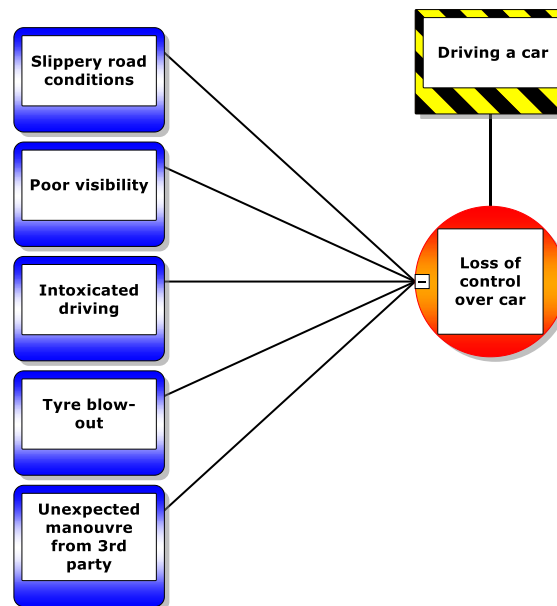 Slippery road
conditions
Poor visibility
Intoxicated
driving
Tyre blow-
out
Unexpected
manouvre
from 3rd
party
Driving a car
Loss of
control
over car